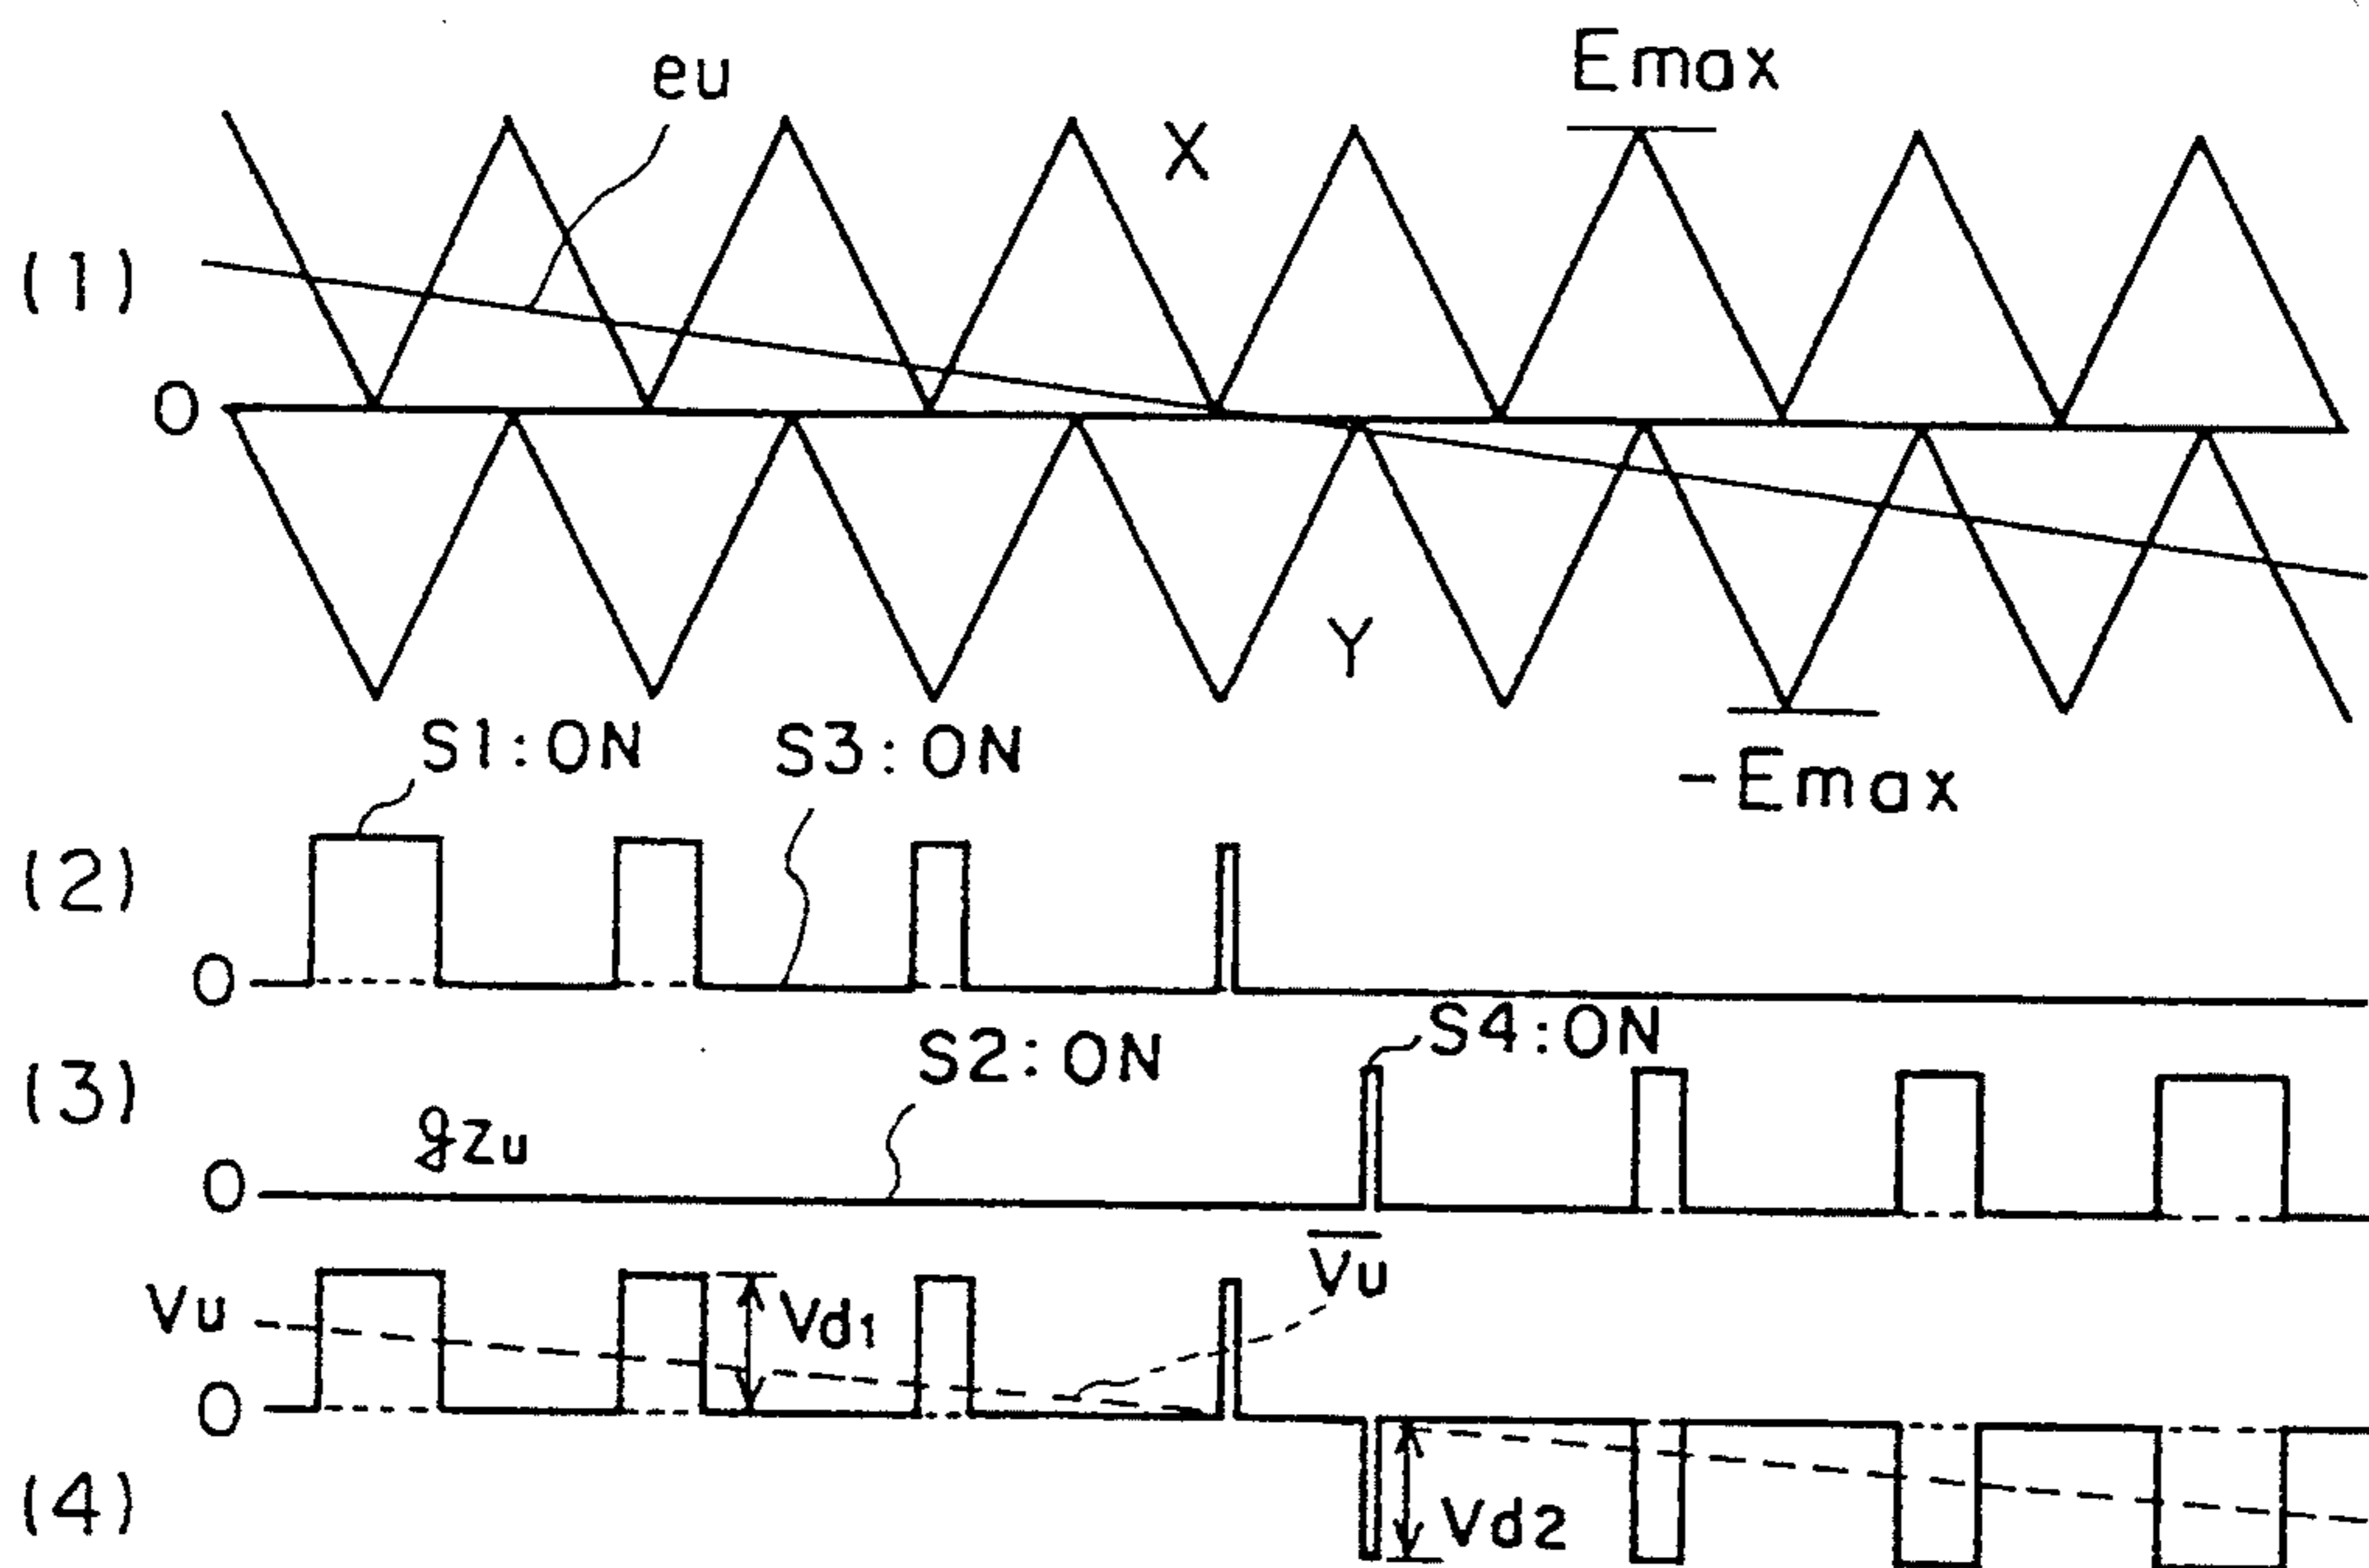 eu
Emax
X
(1)
0
Y
S1:ON
S3:ON
-Emax
(2)
0
S2:ON
S4:ON
(3)
gZu
0
Vu
Vd1
V̅u̅
0
(4)
Vd2